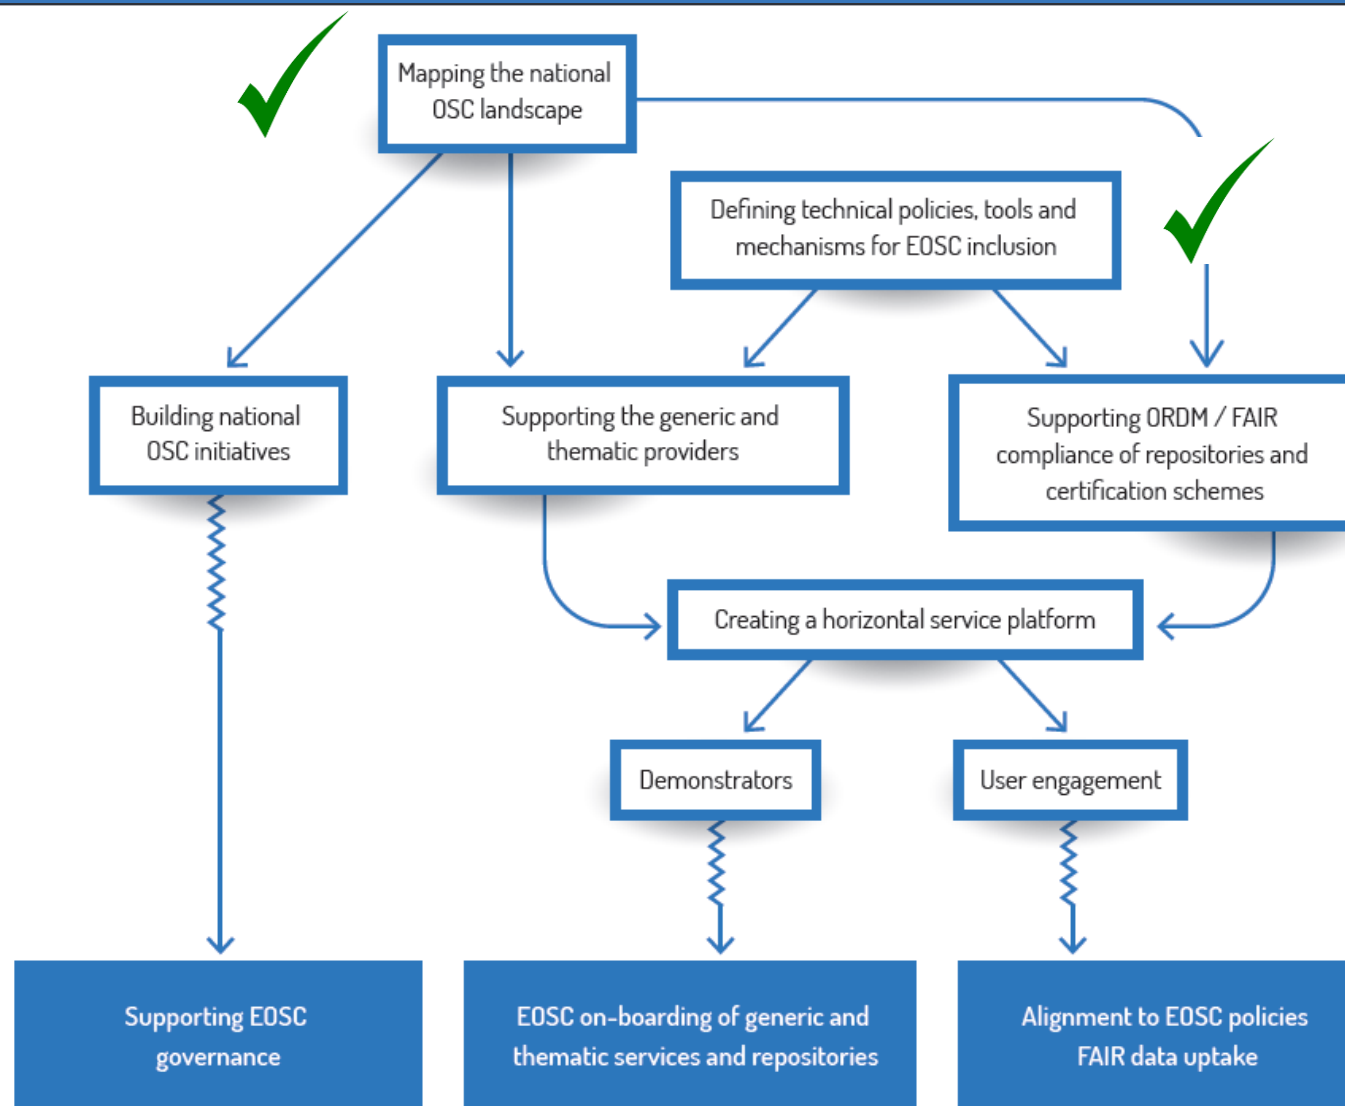 Mapping the national
OSC landscape
Defining technical policies, tools and
mechanisms for EOSC inclusion
Building national
OSC initiatives
Supporting the generic and
thematic providers
Supporting ORDM / FAIR
compliance of repositories and
certification schemes
Creating a horizontal service platform
Demonstrators
User engagement
Supporting EOSC
governance
EOSC on-boarding of generic and
thematic services and repositories
Alignment to EOSC policies
FAIR data uptake